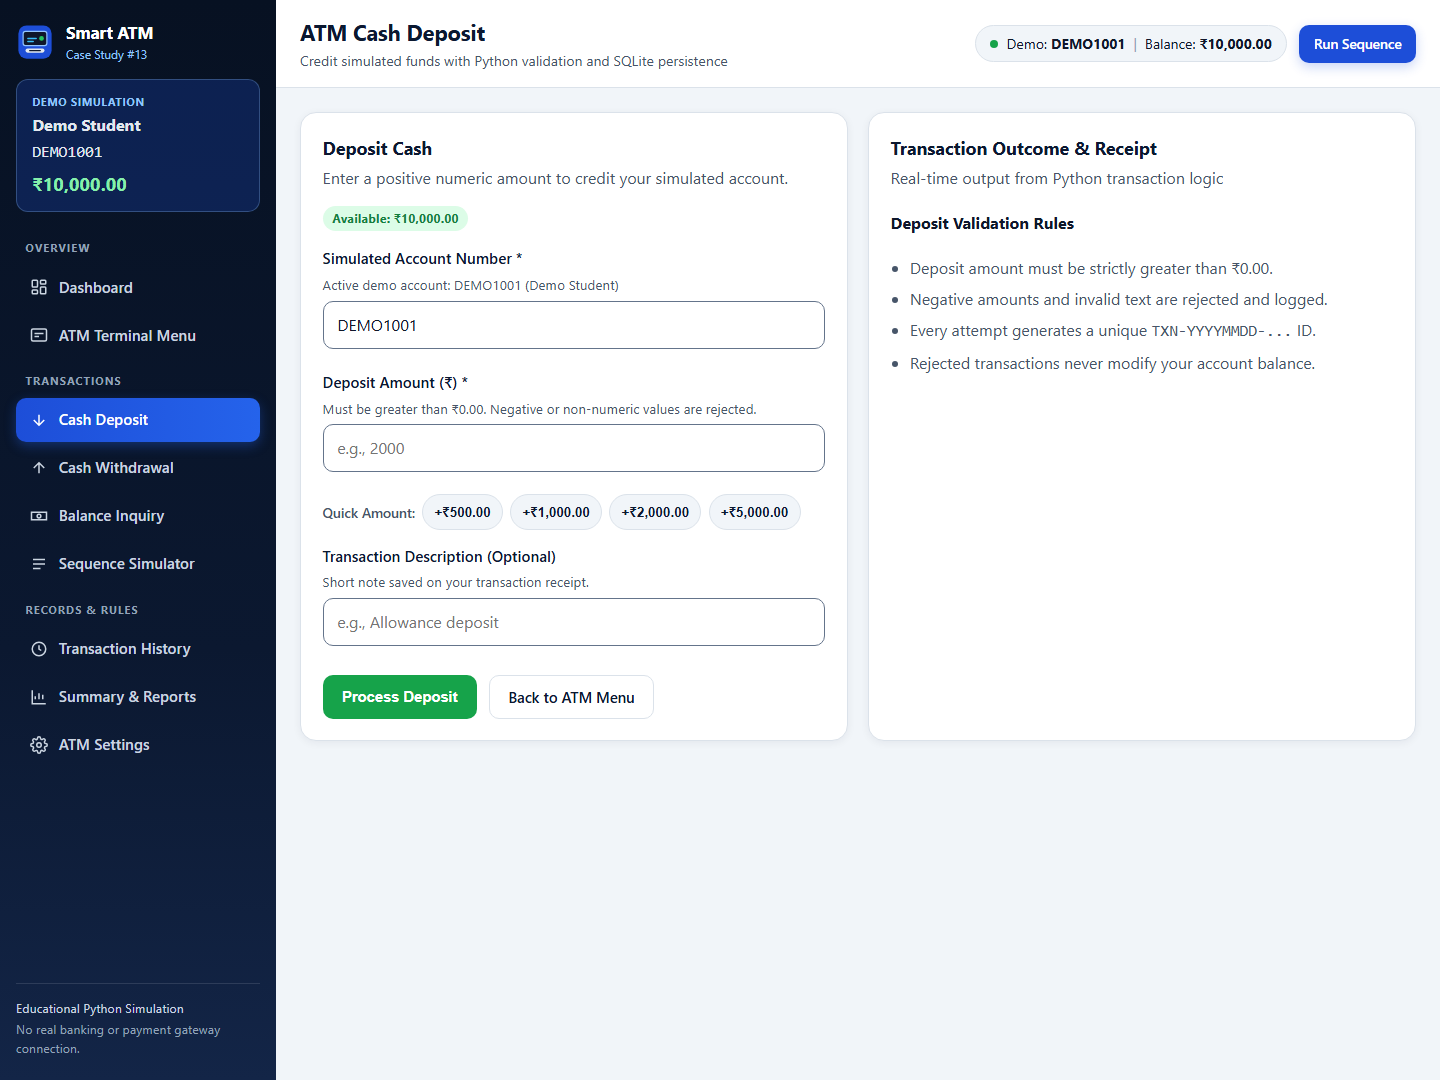 Smart ATM
Case Study #13
DEMO SIMULATION
Demo Student
DEMO1001
₹10,000.00
OVERVIEW
Dashboard
ATM Terminal Menu
TRANSACTIONS
Cash Deposit
Cash Withdrawal
Balance Inquiry
Sequence Simulator
RECORDS & RULES
Transaction History
Summary & Reports
ATM Settings
Educational Python Simulation
No real banking or payment gateway
connection.
ATM Cash Deposit
Credit simulated funds with Python validation and SQLite persistence
Demo: DEMO1001 | Balance: ₹10,000.00
Run Sequence
Deposit Cash
Enter a positive numeric amount to credit your simulated account.
Available: ₹10,000.00
Simulated Account Number *
Active demo account: DEMO1001 (Demo Student)
DEMO1001
Deposit Amount (₹) *
Must be greater than ₹0.00. Negative or non-numeric values are rejected.
e.g., 2000
Quick Amount: +₹500.00 +₹1,000.00 +₹2,000.00 +₹5,000.00
Transaction Description (Optional)
Short note saved on your transaction receipt.
e.g., Allowance deposit
Process Deposit
Back to ATM Menu
Transaction Outcome & Receipt
Real-time output from Python transaction logic
Deposit Validation Rules
• Deposit amount must be strictly greater than ₹0.00.
• Negative amounts and invalid text are rejected and logged.
• Every attempt generates a unique TXN-YYYYMMDD-... ID.
• Rejected transactions never modify your account balance.